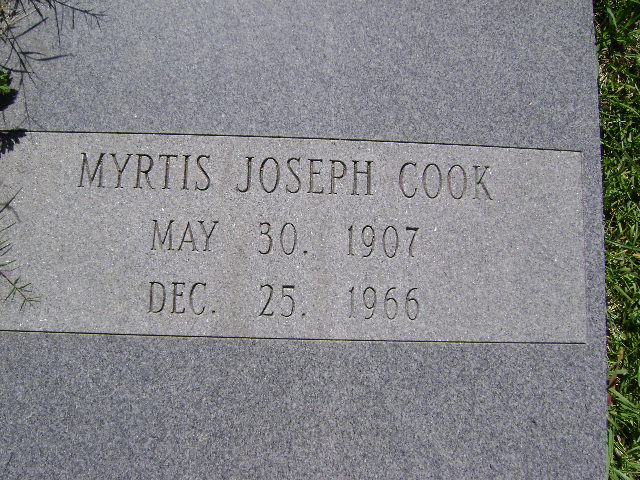 MYRTIS JOSEPH COOK
MAY 30. 1907
DEC. 25. 1966